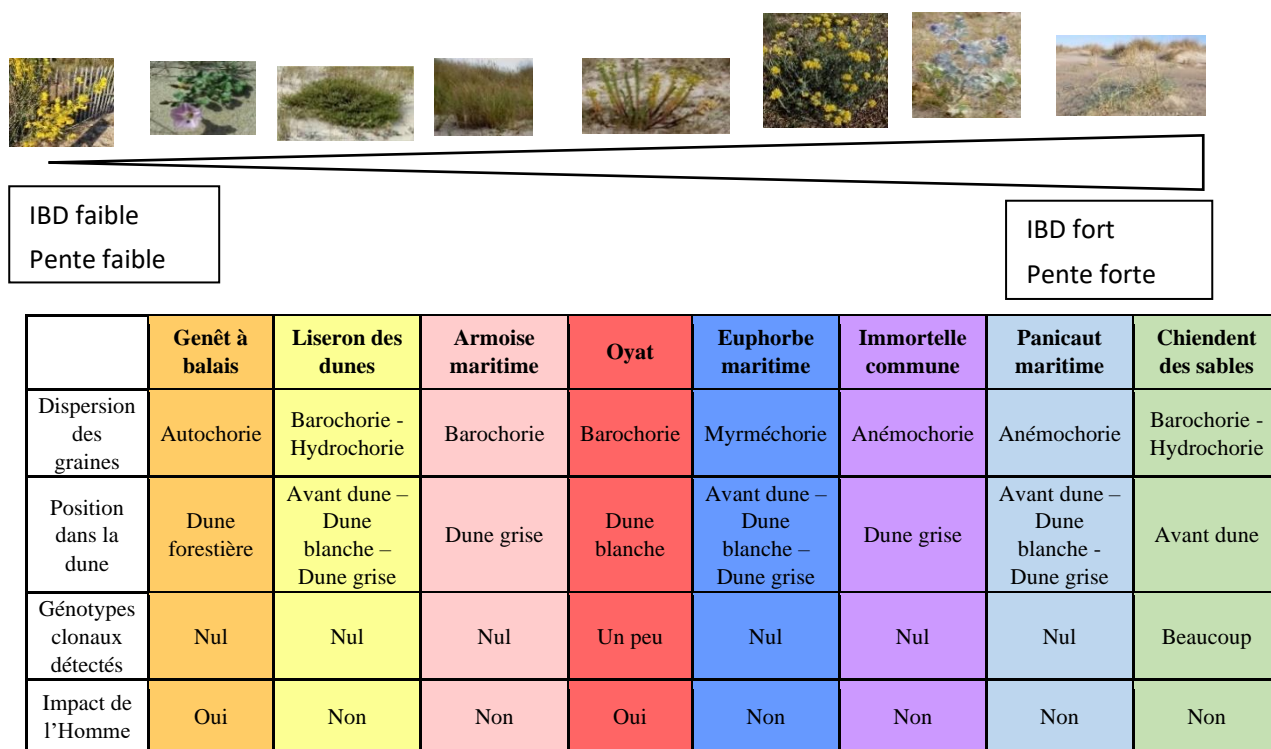 IBD faible
Pente faible
IBD fort
Pente forte
Genêt à
balais
Liseron des
dunes
Armoise
maritime
Oyat
Euphorbe
maritime
Immortelle
commune
Panicaut
maritime
Chiendent
des sables
Dispersion
des
graines
Autochorie
Barochorie -
Hydrochorie
Barochorie
Barochorie
Myrméchorie
Anémochorie
Anémochorie
Barochorie -
Hydrochorie
Position
dans la
dune
Dune
forestière
Avant dune –
Dune
blanche –
Dune grise
Dune grise
Dune
blanche
Avant dune –
Dune
blanche –
Dune grise
Dune grise
Avant dune –
Dune
blanche -
Dune grise
Avant dune
Génotypes
clonaux
détectés
Nul
Nul
Nul
Un peu
Nul
Nul
Nul
Beaucoup
Impact de
l'Homme
Oui
Non
Non
Oui
Non
Non
Non
Non